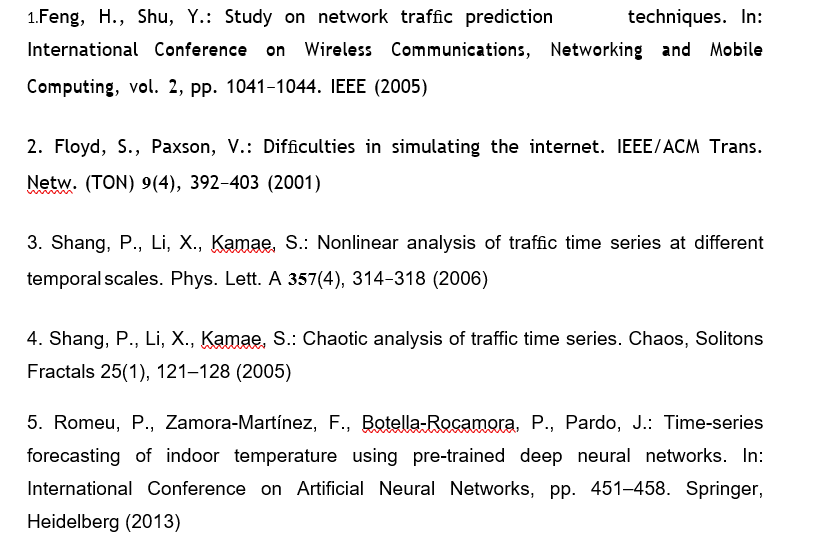 1.Feng, H., Shu, Y.: Study on network traffic prediction techniques. In:
International Conference on Wireless Communications, Networking and Mobile
Computing, vol. 2, pp. 1041–1044. IEEE (2005)
2. Floyd, S., Paxson, V.: Difficulties in simulating the internet. IEEE/ACM Trans.
Netw. (TON) 9(4), 392–403 (2001)
3. Shang, P., Li, X., Kamae, S.: Nonlinear analysis of traffic time series at different
temporal scales. Phys. Lett. A 357(4), 314–318 (2006)
4. Shang, P., Li, X., Kamae, S.: Chaotic analysis of traffic time series. Chaos, Solitons
Fractals 25(1), 121–128 (2005)
5. Romeu, P., Zamora-Martínez, F., Botella-Rocamora, P., Pardo, J.: Time-series
forecasting of indoor temperature using pre-trained deep neural networks. In:
International Conference on Artificial Neural Networks, pp. 451–458. Springer,
Heidelberg (2013)